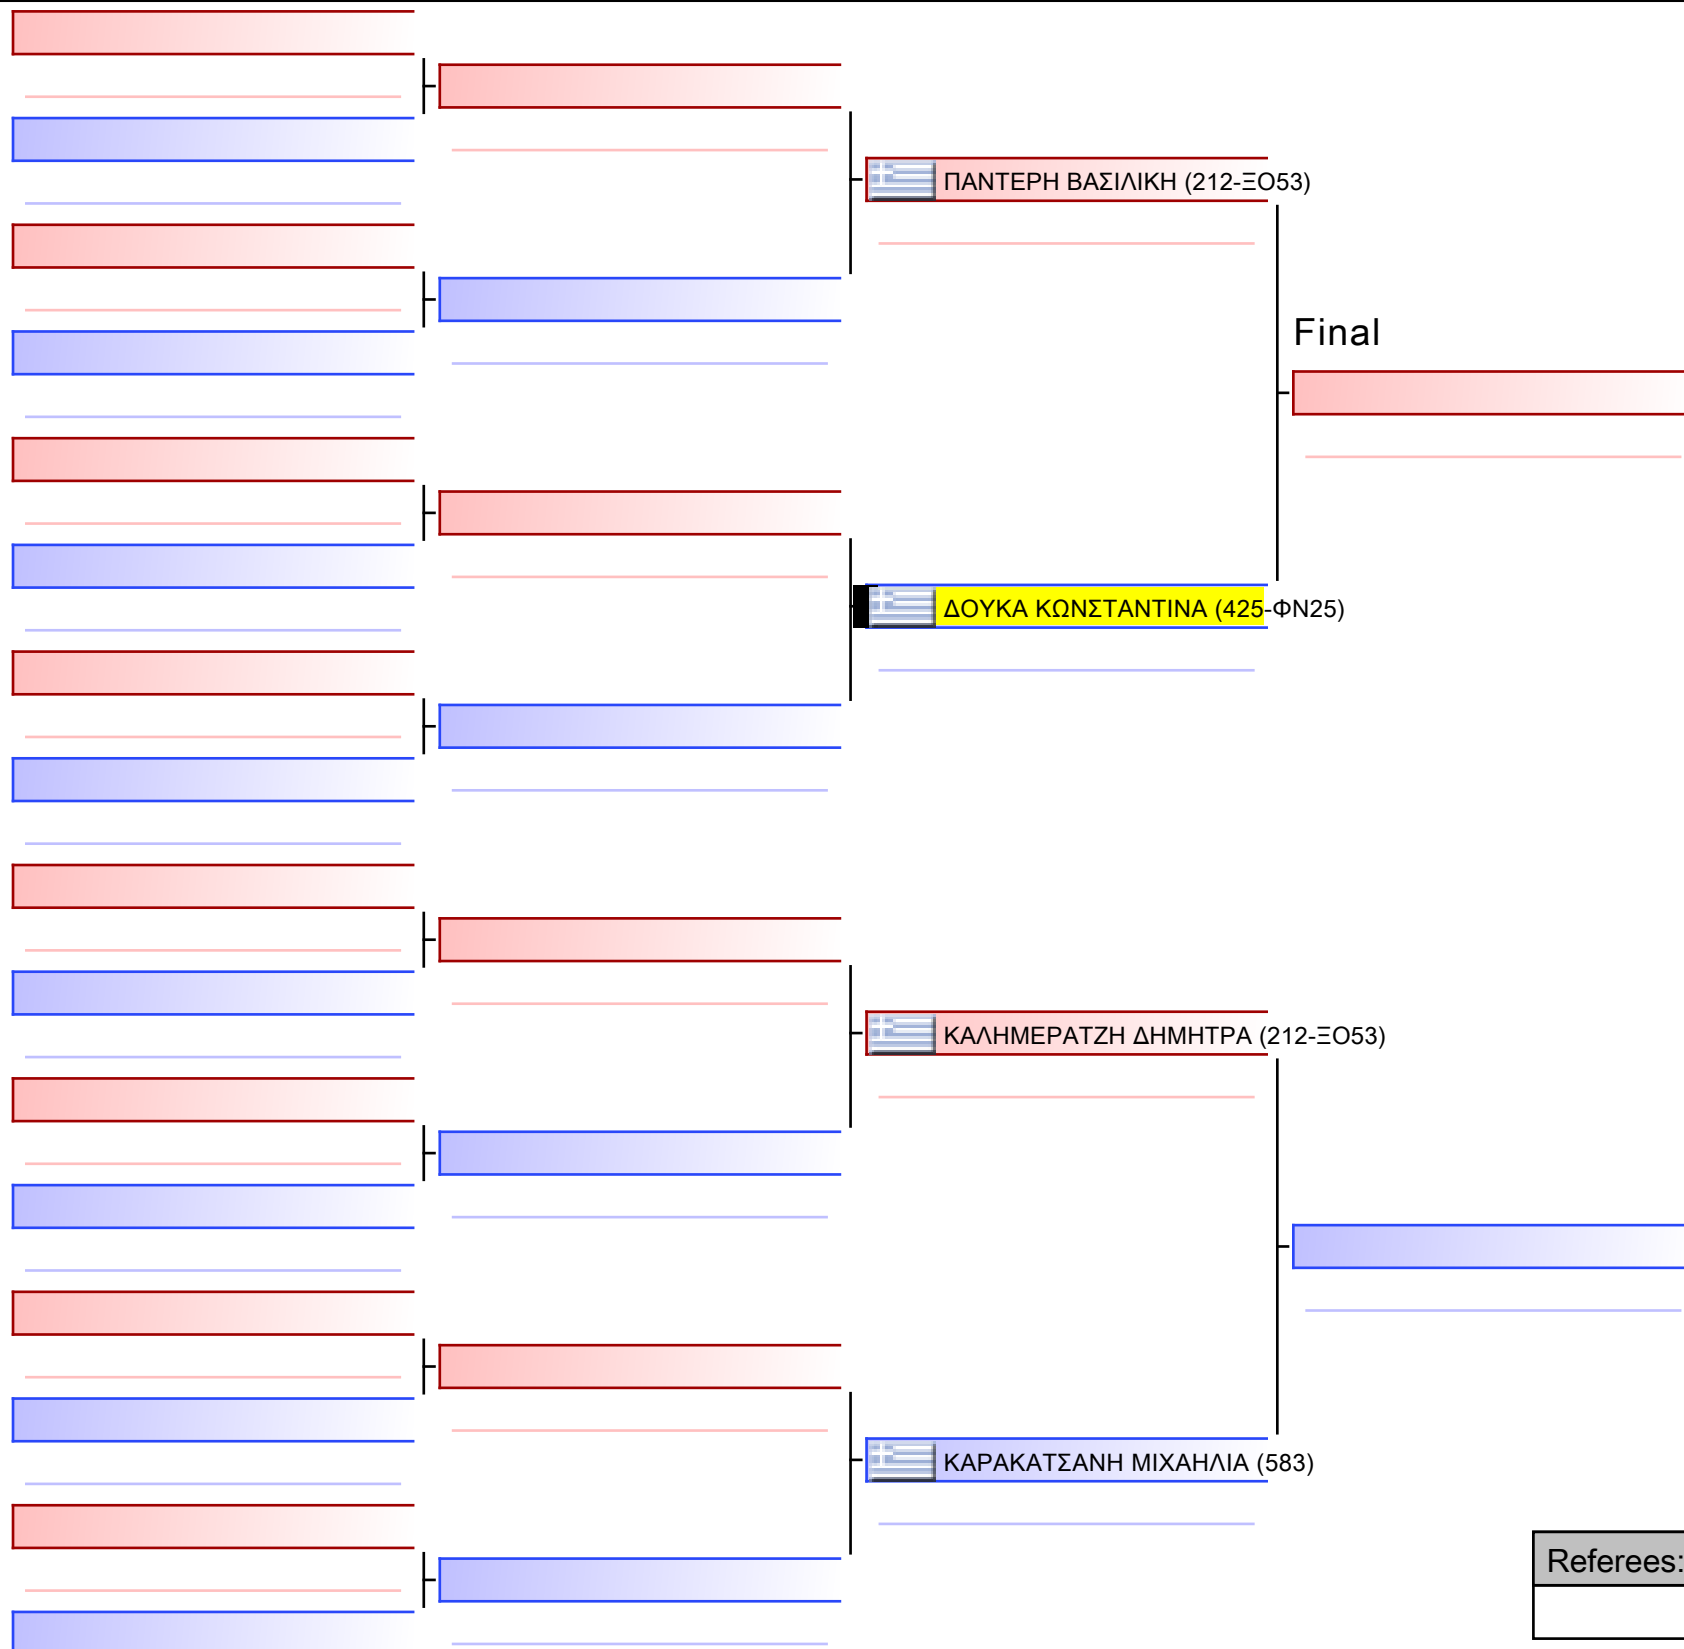 ΠΑΝΤΕΡΗ ΒΑΣΙΛΙΚΗ (212-ΞΟ53)
Final
ΔΟΥΚΑ ΚΩΝΣΤΑΝΤΙΝΑ (425-ΦΝ25)
ΚΑΛΗΜΕΡΑΤΖΗ ΔΗΜΗΤΡΑ (212-ΞΟ53)
ΚΑΡΑΚΑΤΣΑΝΗ ΜΙΧΑΗΛΙΑ (583)
Referees: